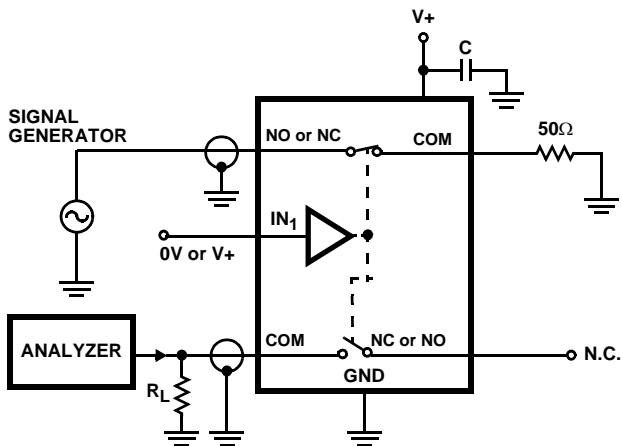 V+
C
SIGNAL
GENERATOR
NO or NC
COM
50Ω
IN1
0V or V+
ANALYZER
COM
NC or NO
N.C.
RL
GND